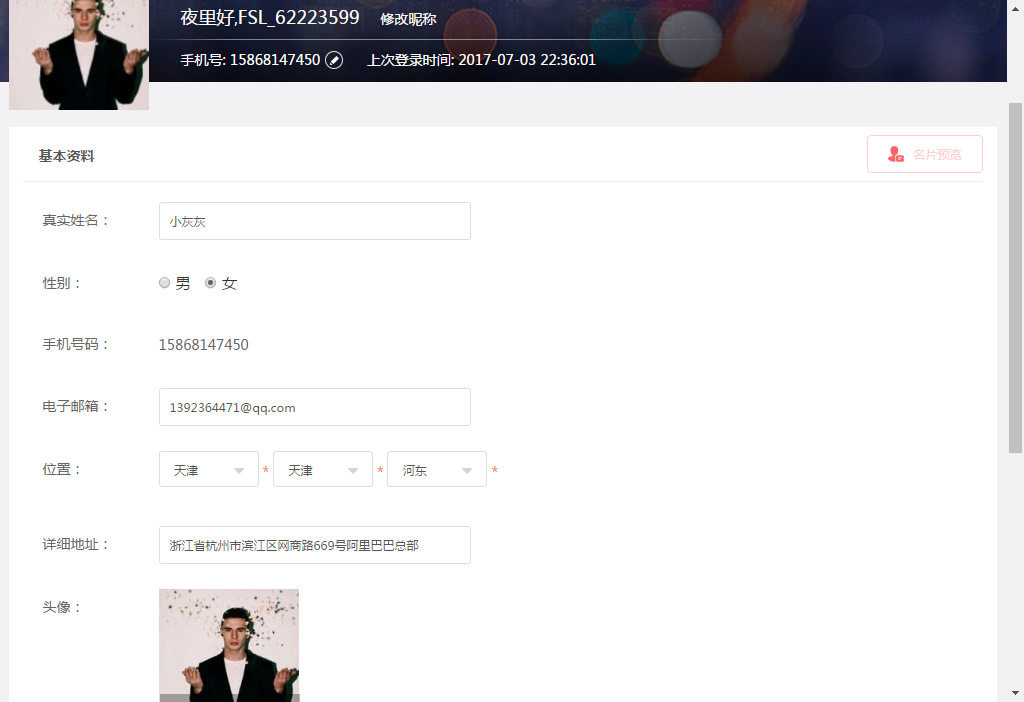 夜里好,FSL_62223599 修改昵称
手机号: 15868147450 上次登录时间: 2017-07-03 22:36:01
基本资料 名片预览
真实姓名： 小灰灰
性别： 男 女
手机号码： 15868147450
电子邮箱： 1392364471@qq.com
位置： 天津 * 天津 * 河东 *
详细地址： 浙江省杭州市滨江区网商路669号阿里巴巴总部
头像：